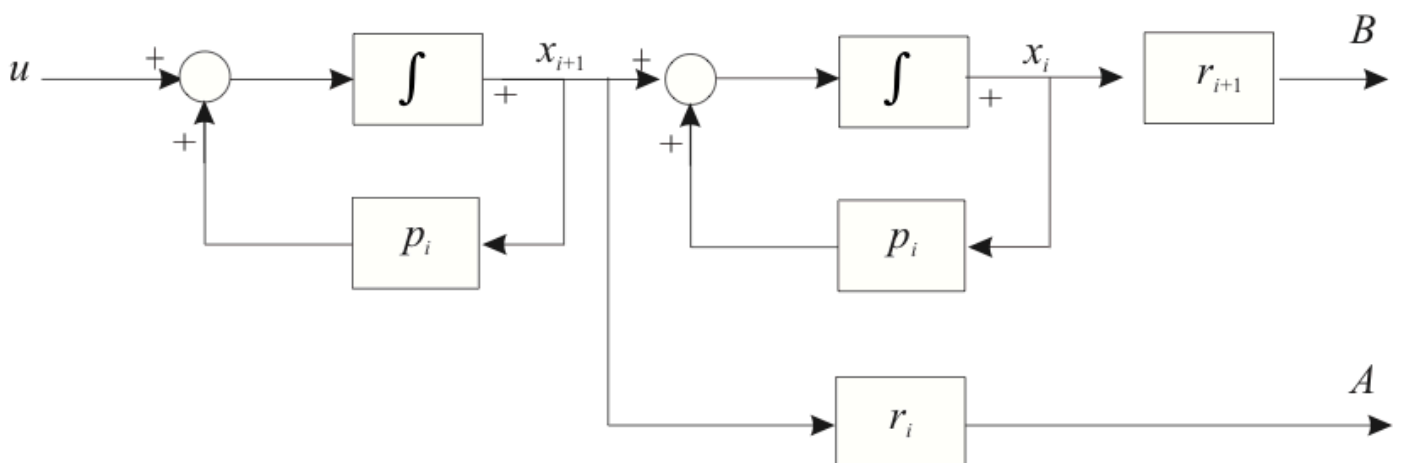 u + ∫ x_{i+1} + ∫ x_i r_{i+1} B
+ +
+ +
p_i p_i
A
r_i